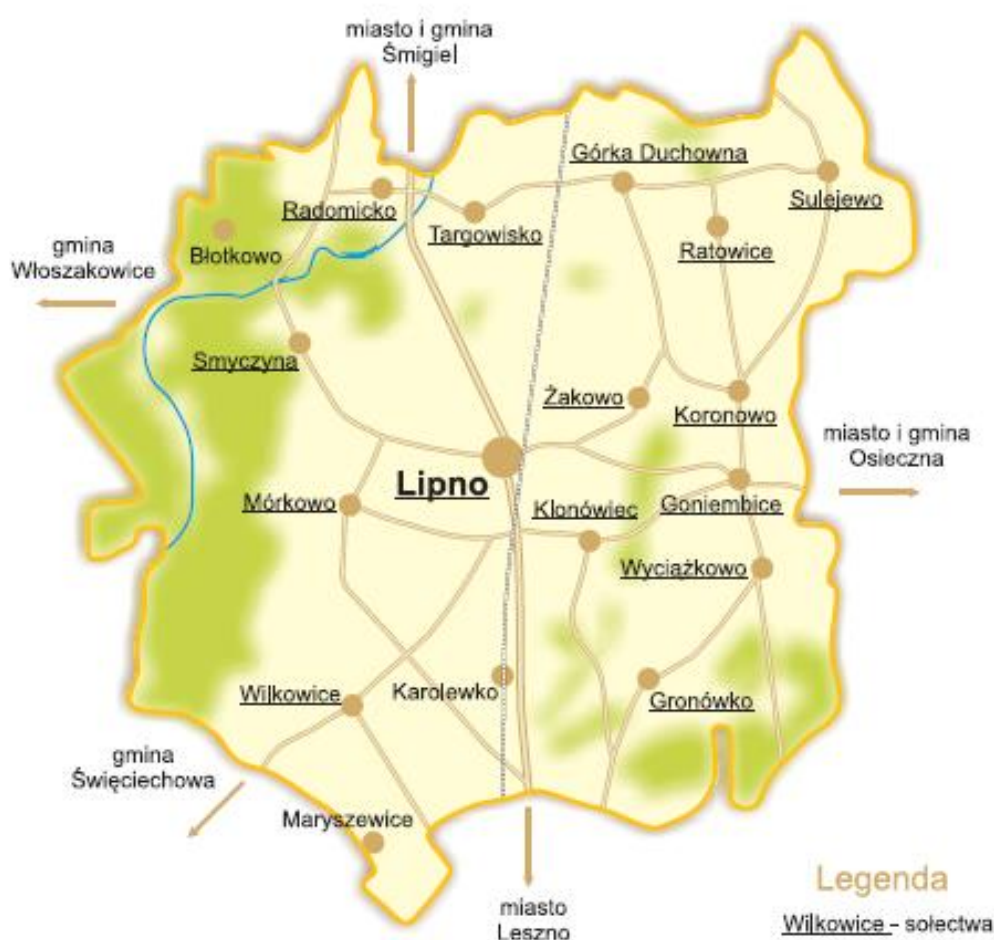 miasto i gmina
Śmigiel
Górka Duchowna
Radomicko
Sulejewo
Targowisko
Ratowice
gmina
Włoszakowice
Błotkowo
Smyczyna
Żakowo
Koronowo
miasto i gmina
Osieczna
Lipno
Mórkowo
Klonówiec
Goniembice
Wyciążkowo
Wilkowice
Karolewko
Gronówko
gmina
Święciechowa
Maryszewice
Legenda
miasto
Leszno
Wilkowice - sołectwa